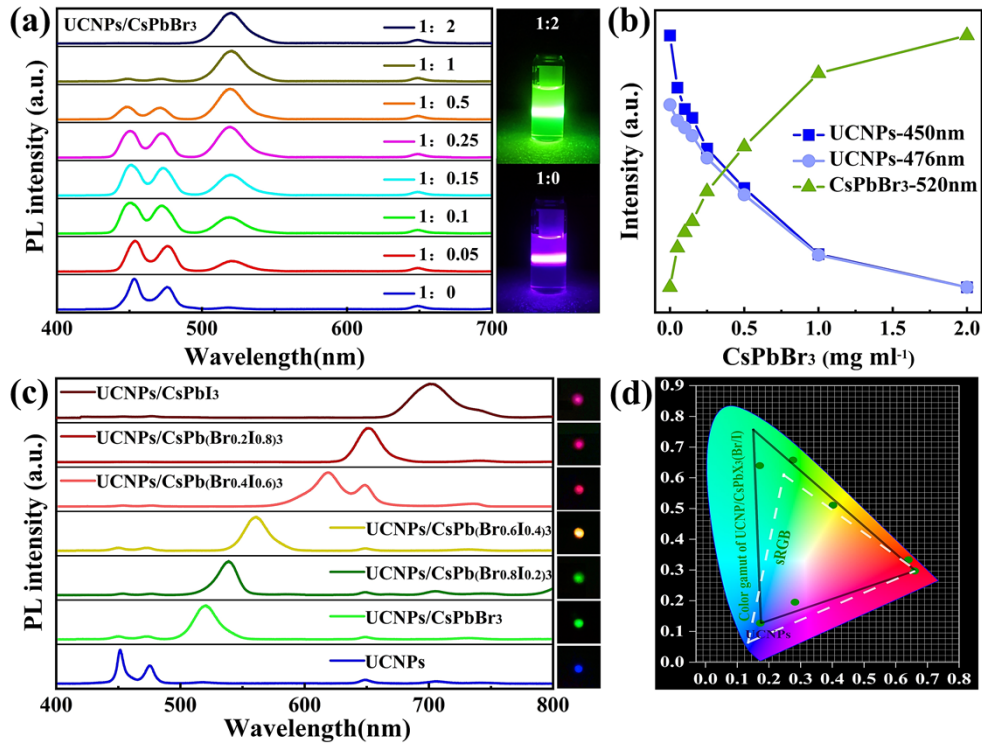 (a)
UCNPs/CsPbBr₃
1: 2
1: 1
1: 0.5
1: 0.25
1: 0.15
1: 0.1
1: 0.05
1: 0
PL intensity (a.u.)
400 500 600 700
Wavelength(nm)
1:2
1:0
(b)
Intensity (a.u.)
UCNPs-450nm
UCNPs-476nm
CsPbBr₃-520nm
0.0 0.5 1.0 1.5 2.0
CsPbBr₃ (mg ml⁻¹)
(c)
UCNPs/CsPbI₃
UCNPs/CsPb(Br0.2I0.8)3
UCNPs/CsPb(Br0.4I0.6)3
UCNPs/CsPb(Br0.6I0.4)3
UCNPs/CsPb(Br0.8I0.2)3
UCNPs/CsPbBr₃
UCNPs
PL intensity (a.u.)
400 500 600 700 800
Wavelength(nm)
(d)
0.9
0.8
0.7
0.6
0.5
0.4
0.3
0.2
0.1
0.0
Color gamut of UCNP/CsPbX₃(Br/I)
sRGB
UCNPs
0.0 0.1 0.2 0.3 0.4 0.5 0.6 0.7 0.8